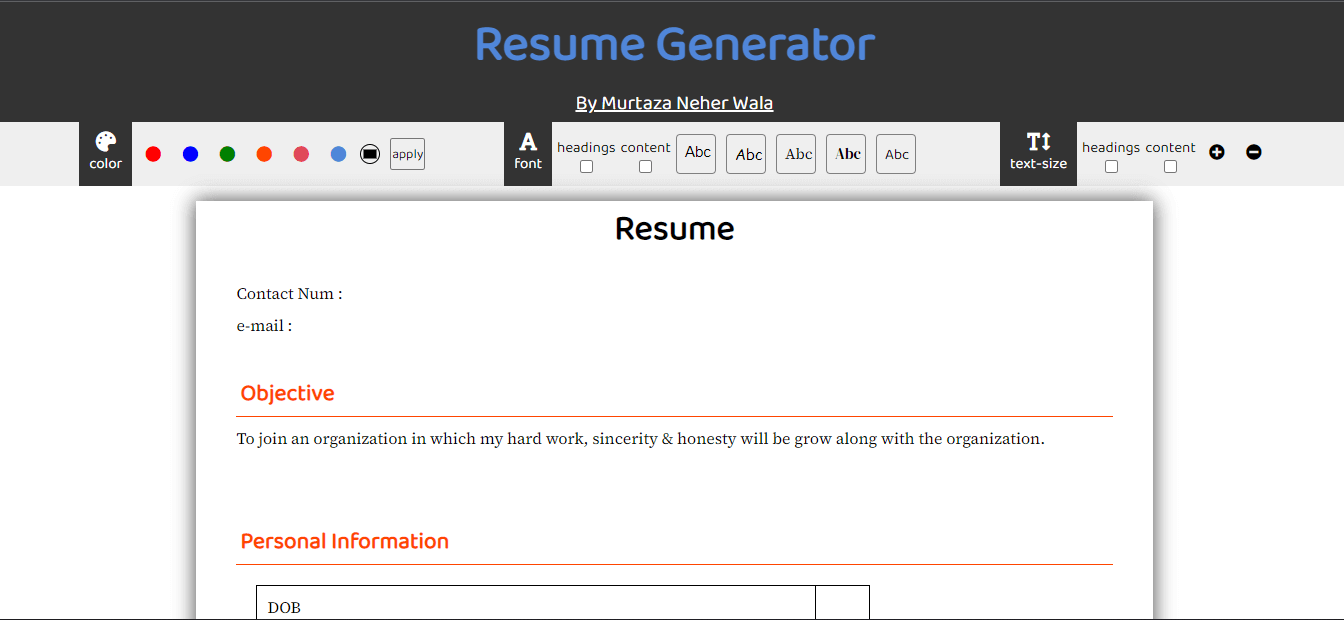 Resume Generator
By Murtaza Neher Wala
color
apply
font
headings content
Abc Abc Abc Abc Abc
text-size
headings content
Resume
Contact Num :
e-mail :
Objective
To join an organization in which my hard work, sincerity & honesty will be grow along with the organization.
Personal Information
DOB